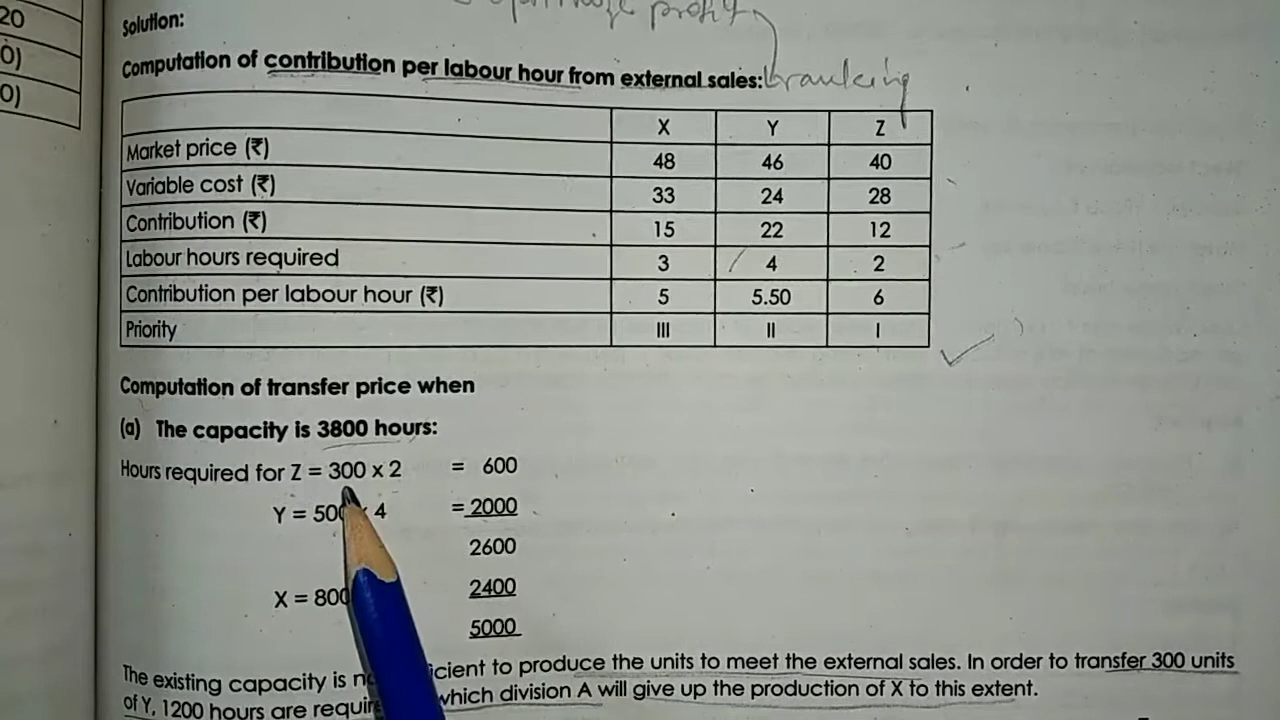 20
0)
0)
profit
Solution:
Computation of contribution per labour hour from external sales: ranking
X Y Z
Market price (₹) 48 46 40
Variable cost (₹) 33 24 28
Contribution (₹) 15 22 12
Labour hours required 3 4 2
Contribution per labour hour (₹) 5 5.50 6
Priority III II I
Computation of transfer price when
(a) The capacity is 3800 hours:
Hours required for Z = 300 x 2 = 600
Y = 4 = 2000
2600
X = 2400
5000
The existing capacity is to produce the units to meet the external sales. In order to transfer 300 units
of Y, 1200 hours are which division A will give up the production of X to this extent.